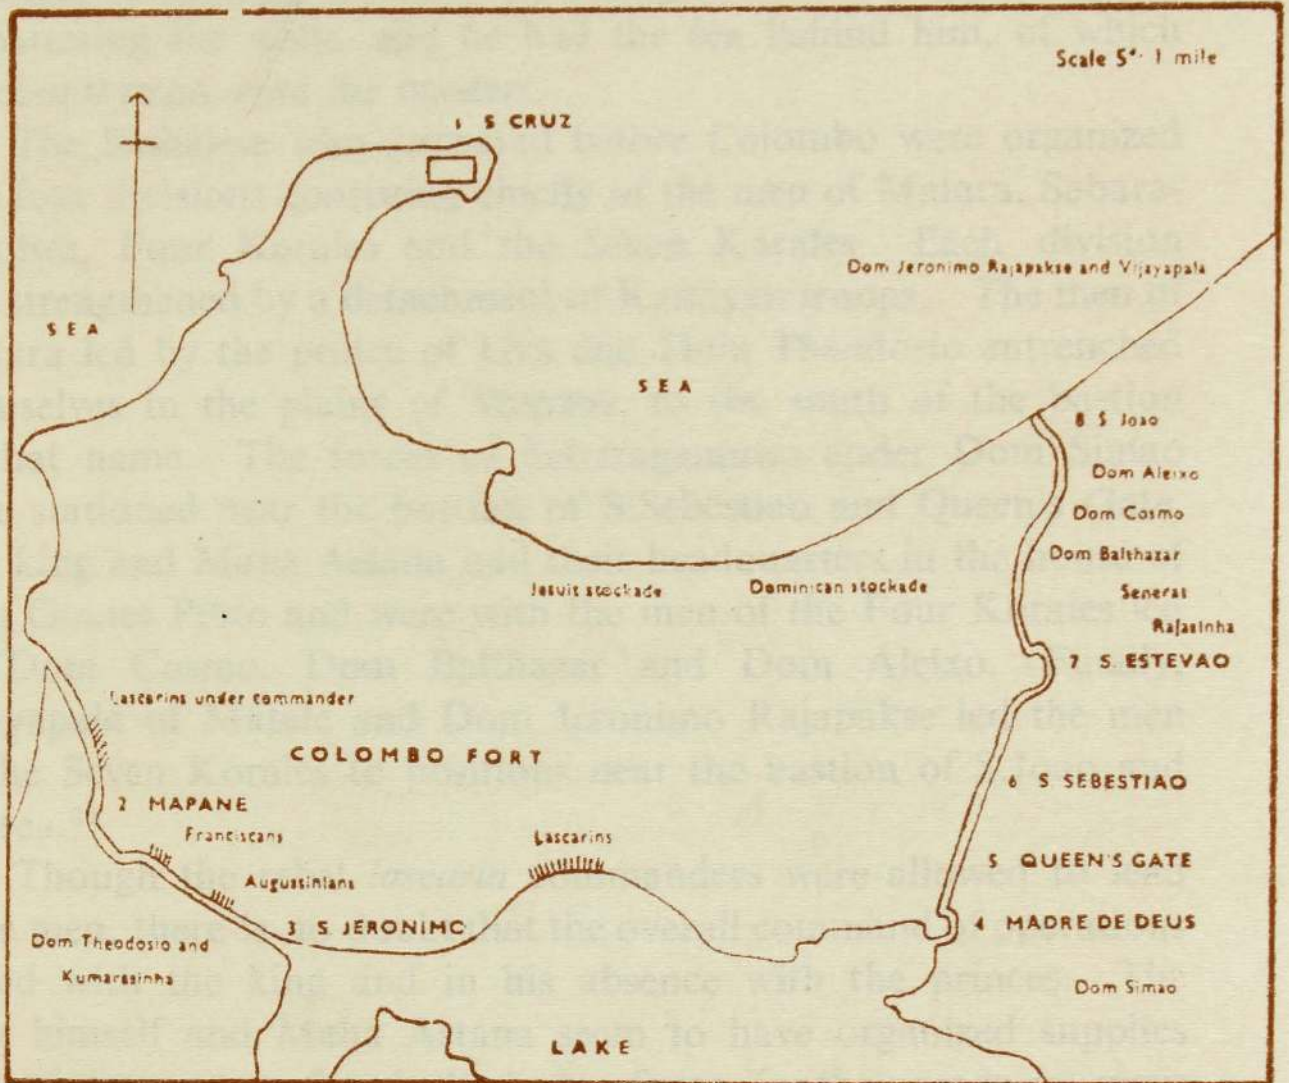 Scale 5" 1 mile
1 S CRUZ
Dom Jeronimo Rajapakse and Vijayapala
SEA
SEA
8 S. Joao
Dom Aleixo
Dom Cosmo
Dom Balthazar
Senerat
Rajasinha
Jesuit stockade
Dominican stockade
7 S. ESTEVAO
Lascarins under commander
COLOMBO FORT
6 S. SEBESTIAO
2 MAPANE
Franciscans
Lascarins
5 QUEEN'S GATE
Augustinians
3 S. JERONIMO
4 MADRE DE DEUS
Dom Theodosio and
Kumarasinha
Dom Simao
LAKE